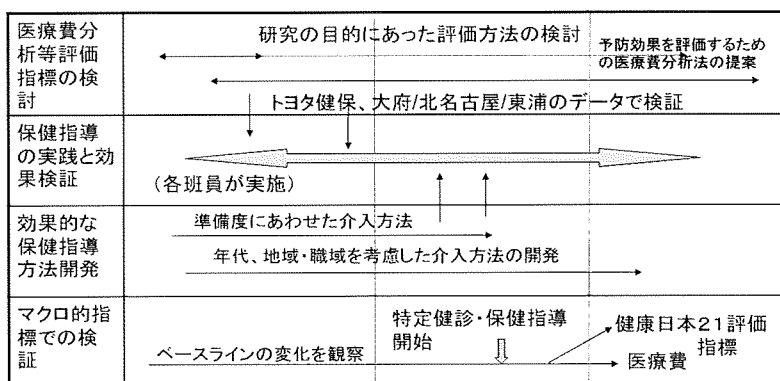 医療費分
析等評価
指標の検
討
研究の目的にあった評価方法の検討
予防効果を評価するため
の医療費分析法の提案
トヨタ健保、大府/北名古屋/東浦のデータで検証
保健指導
の実践と効
果検証
(各班員が実施)
効果的な
保健指導
方法開発
準備度にあわせた介入方法
年代、地域・職域を考慮した介入方法の開発
マクロ的指
標での検
証
ベースラインの変化を観察
特定健診・保健指導
開始
健康日本21評価
指標
医療費